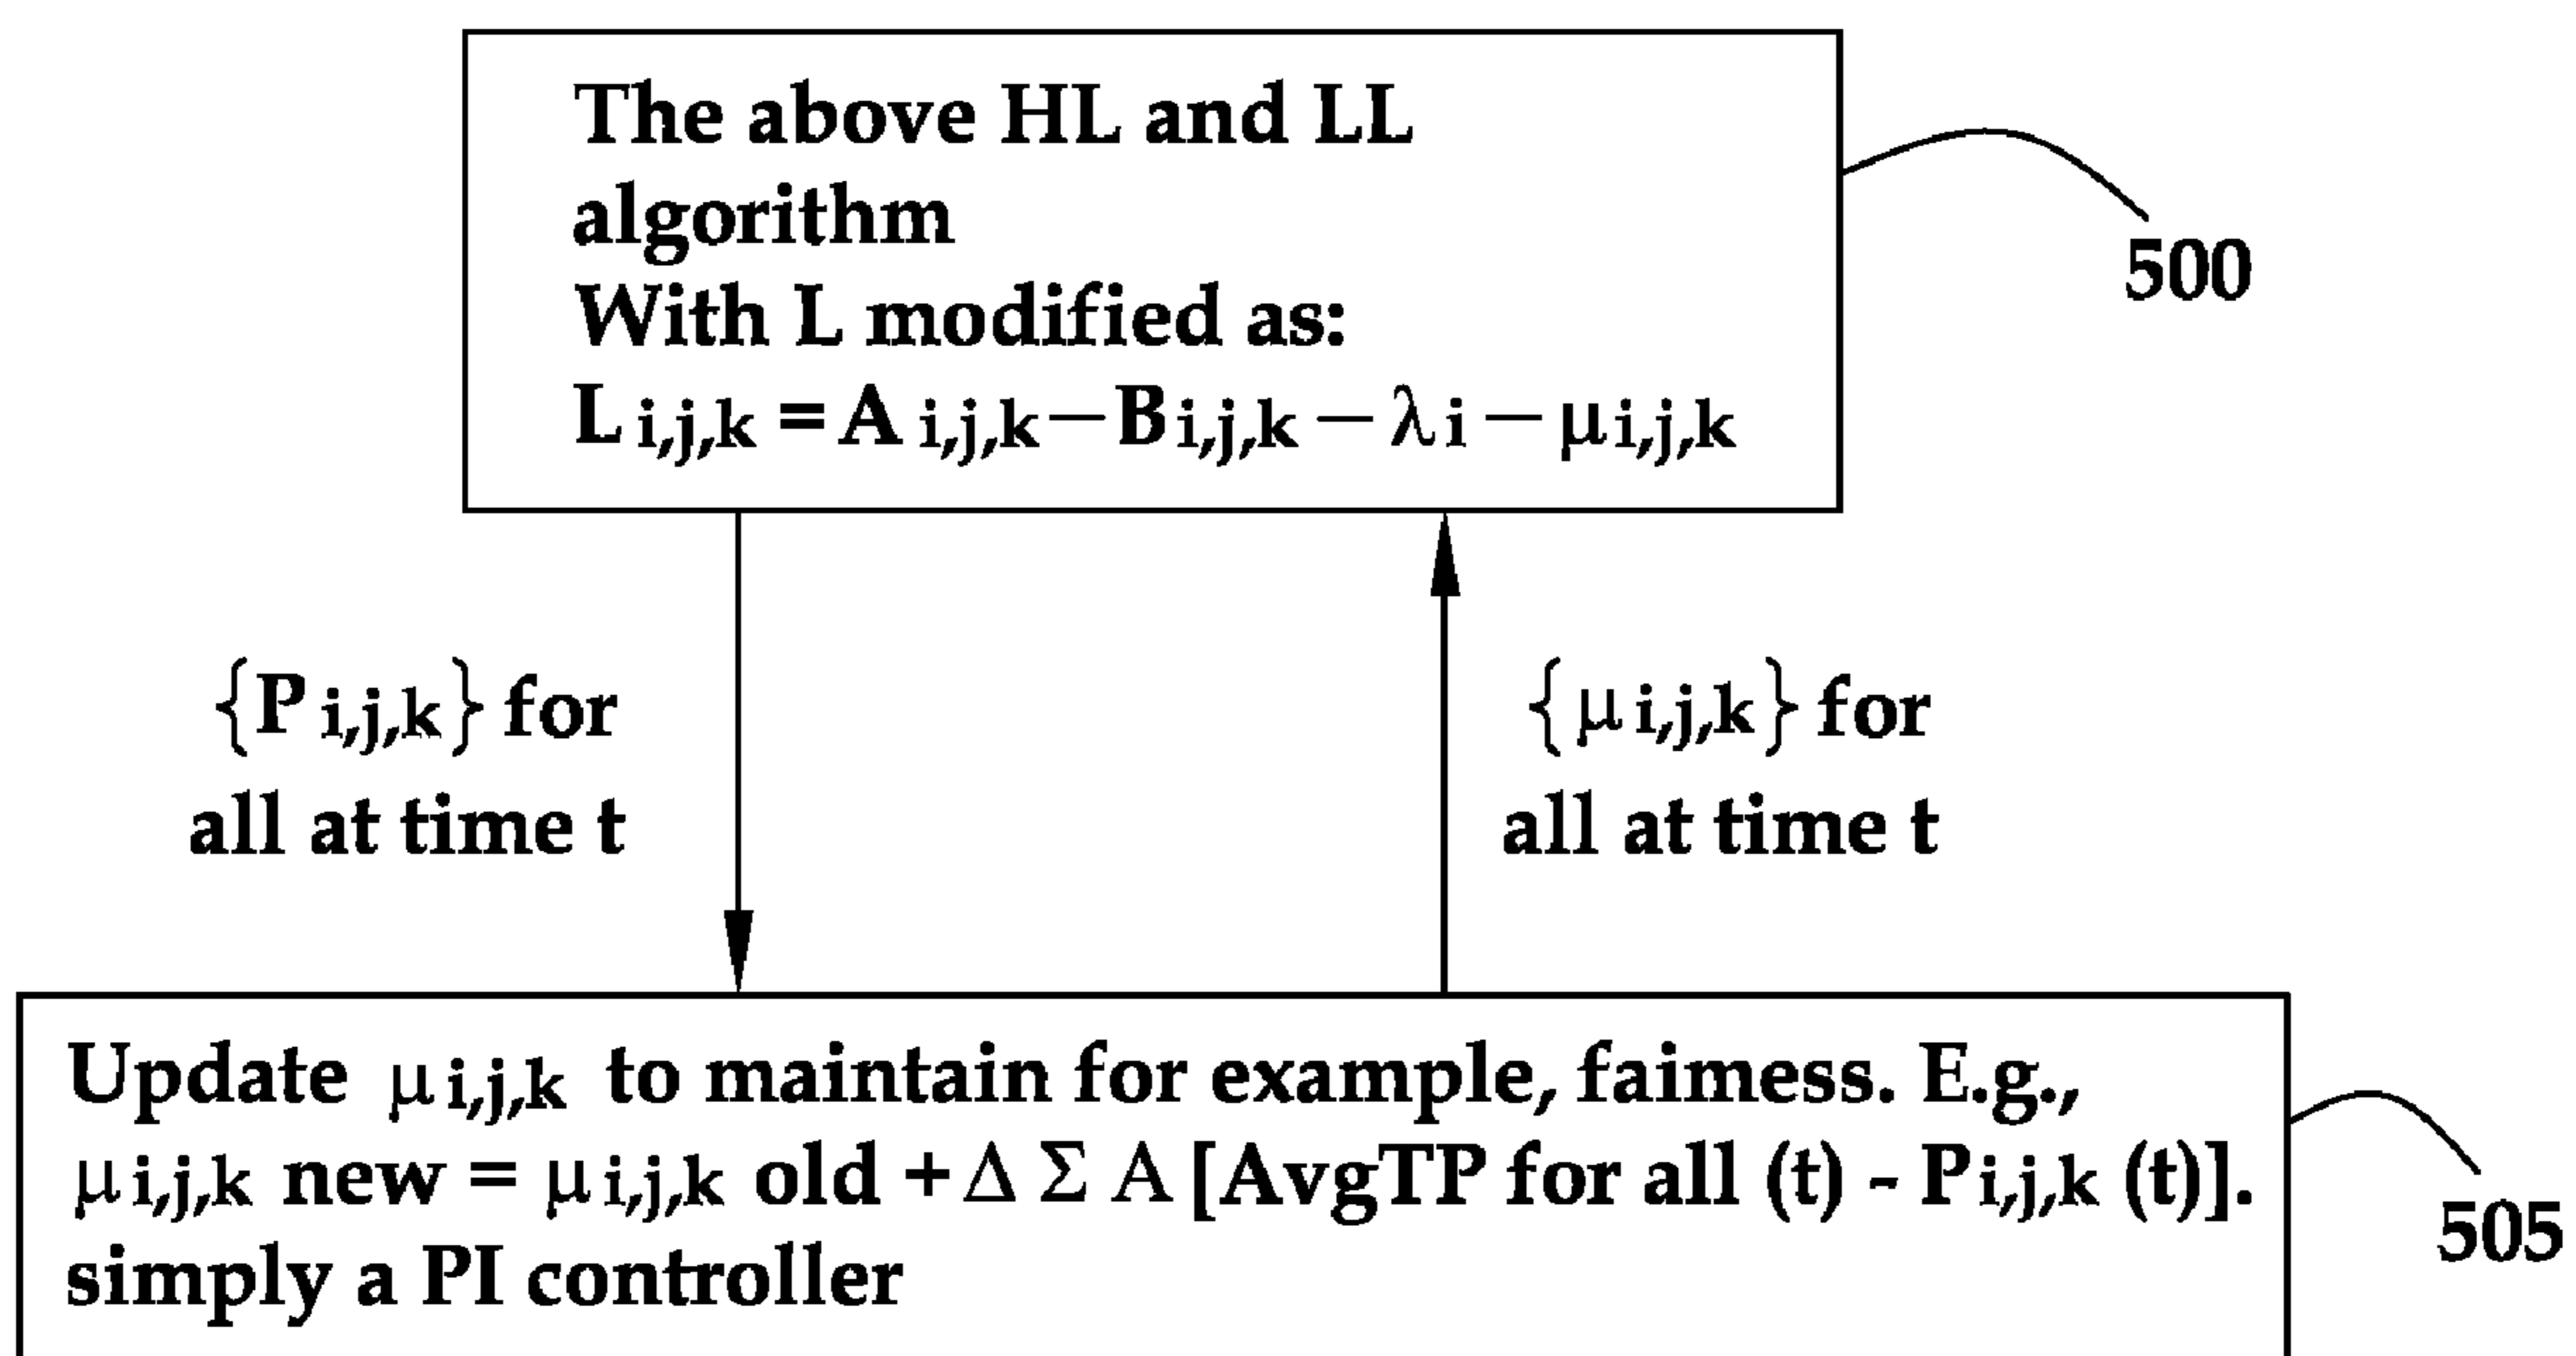 The above HL and LL
algorithm
With L modified as:
L i,j,k = A i,j,k − B i,j,k − λ i − μ i,j,k
500
{P i,j,k} for
all at time t
{μ i,j,k} for
all at time t
Update μ i,j,k to maintain for example, faimess. E.g.,
μ i,j,k new = μ i,j,k old + Δ Σ A [AvgTP for all (t) - P i,j,k (t)].
simply a PI controller
505